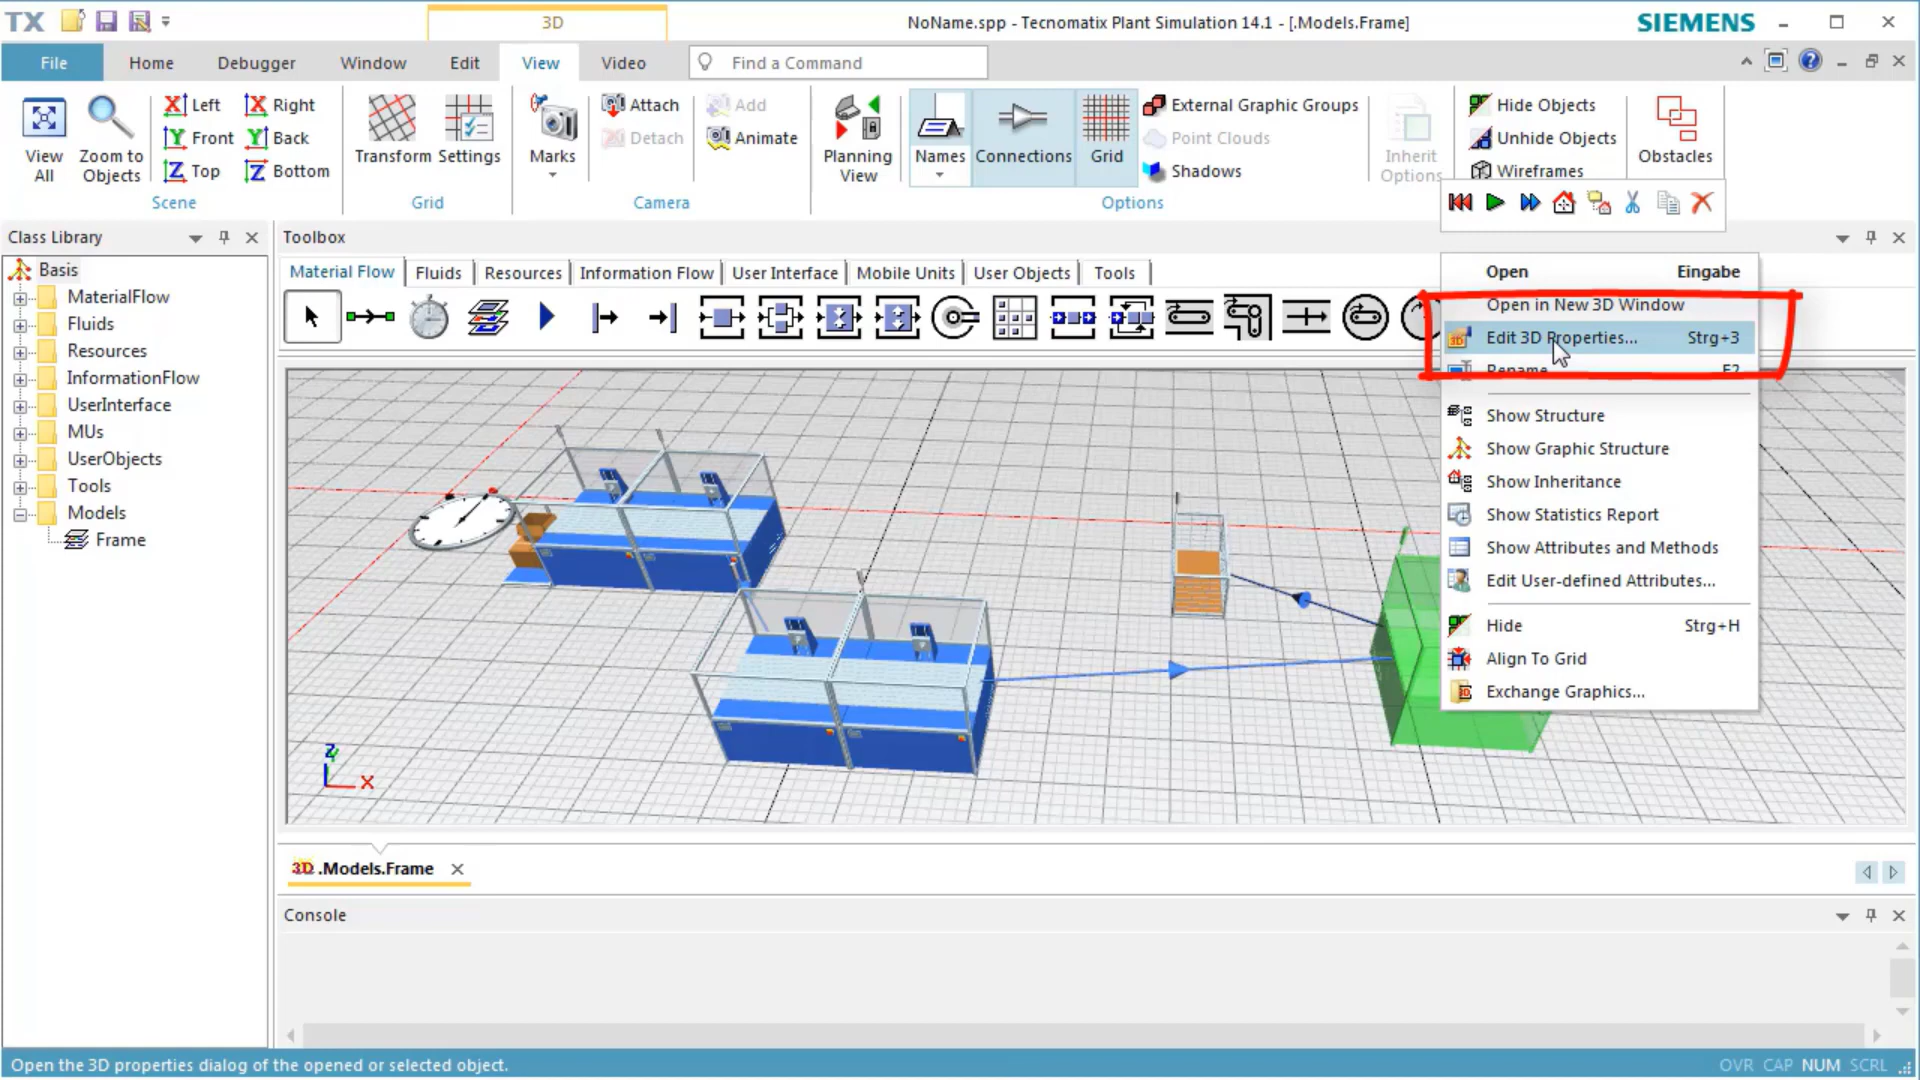 TX
3D
NoName.spp - Tecnomatix Plant Simulation 14.1 - [.Models.Frame]
SIEMENS
File Home Debugger Window Edit View Video Find a Command
View All
Zoom to Objects
Left
Front
Top
Right
Back
Bottom
Scene
Transform Settings
Grid
Marks
Attach
Detach
Add
Animate
Camera
Planning View
Names Connections Grid
External Graphic Groups
Point Clouds
Shadows
Options
Inherit Options
Hide Objects
Unhide Objects
Wireframes
Obstacles
Class Library
Basis
MaterialFlow
Fluids
Resources
InformationFlow
UserInterface
MUs
UserObjects
Tools
Models
Frame
Toolbox
Material Flow Fluids Resources Information Flow User Interface Mobile Units User Objects Tools
Open Eingabe
Open in New 3D Window
Edit 3D Properties... Strg+3
Rename F2
Show Structure
Show Graphic Structure
Show Inheritance
Show Statistics Report
Show Attributes and Methods
Edit User-defined Attributes...
Hide Strg+H
Align To Grid
Exchange Graphics...
Z
X
3D .Models.Frame
Console
Open the 3D properties dialog of the opened or selected object.
OVR CAP NUM SCRL